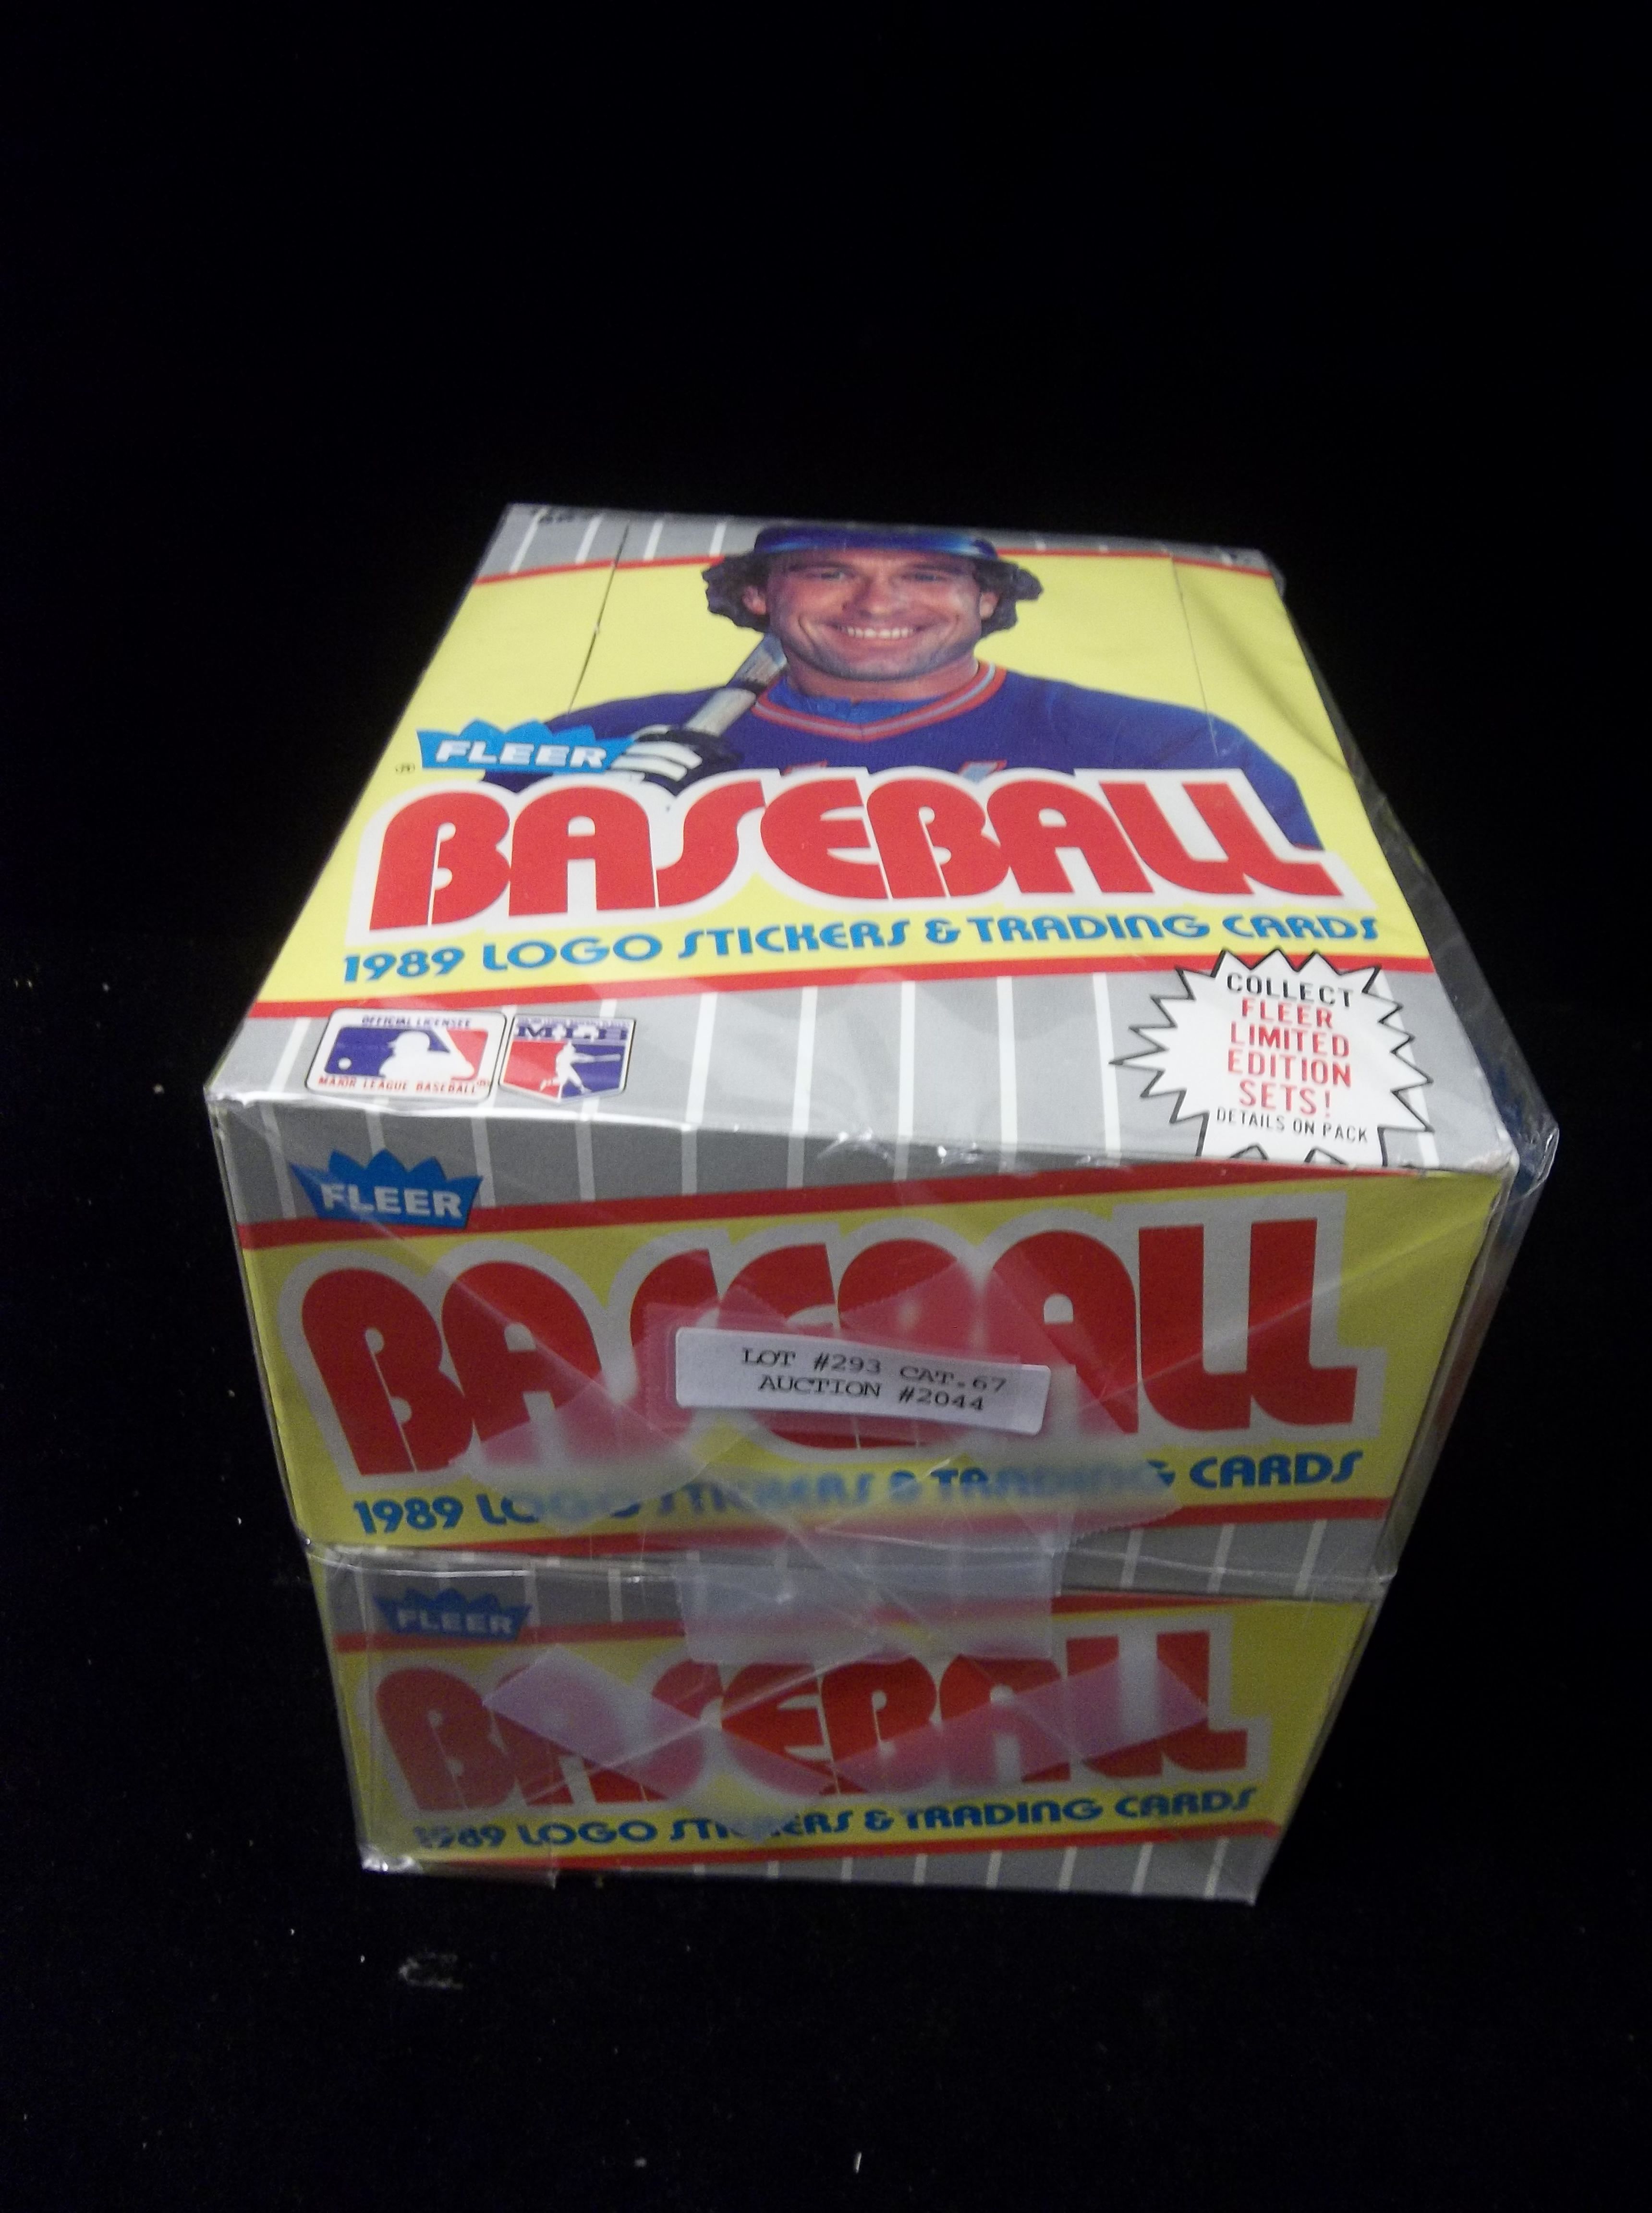 FLEER
®
BASEBALL
1989 LOGO STICKERS & TRADING CARDS
OFFICIAL LICENSEE
MAJOR LEAGUE BASEBALL®
MLB
COLLECT
FLEER
LIMITED
EDITION
SETS!
DETAILS ON PACK
FLEER
BASEBALL
LOT #293 CAT.67
AUCTION #2044
1989 LOGO STICKERS & TRADING CARDS
FLEER
BASEBALL
1989 LOGO STICKERS & TRADING CARDS